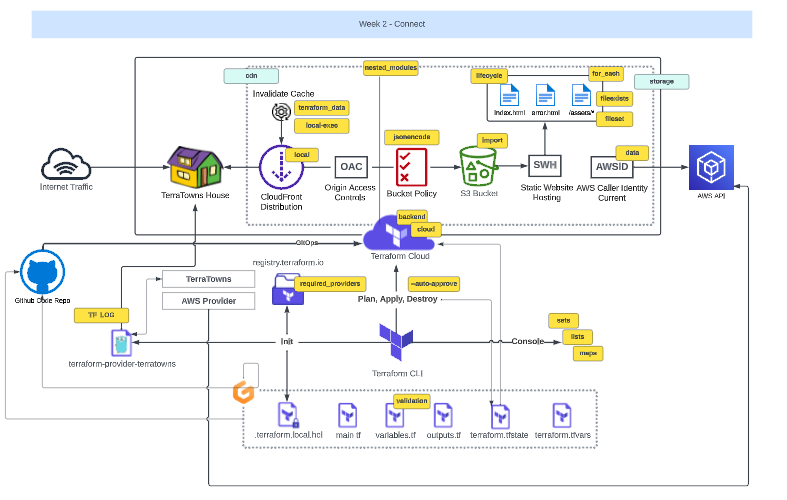 Week 2 - Connect
nested_modules
cdn
lifecycle
for_each
storage
Invalidate Cache
terraform_data
local-exec
index.html
error.html
/assets/*
fileexists
fileset
local
jsonencode
import
data
OAC
SWH
AWSID
Internet Traffic
TerraTowns House
CloudFront
Distribution
Origin Access
Controls
Bucket Policy
S3 Bucket
Static Website
Hosting
AWS Caller Identity
Current
AWS API
backend
cloud
GitOps
Terraform Cloud
registry.terraform.io
required_providers
--auto-approve
Plan, Apply, Destroy
Github Code Repo
TerraTowns
AWS Provider
TF_LOG
terraform-provider-terratowns
Init
Console
sets
lists
maps
Terraform CLI
validation
.terraform.local.hcl
main.tf
variables.tf
outputs.tf
terraform.tfstate
terraform.tfvars